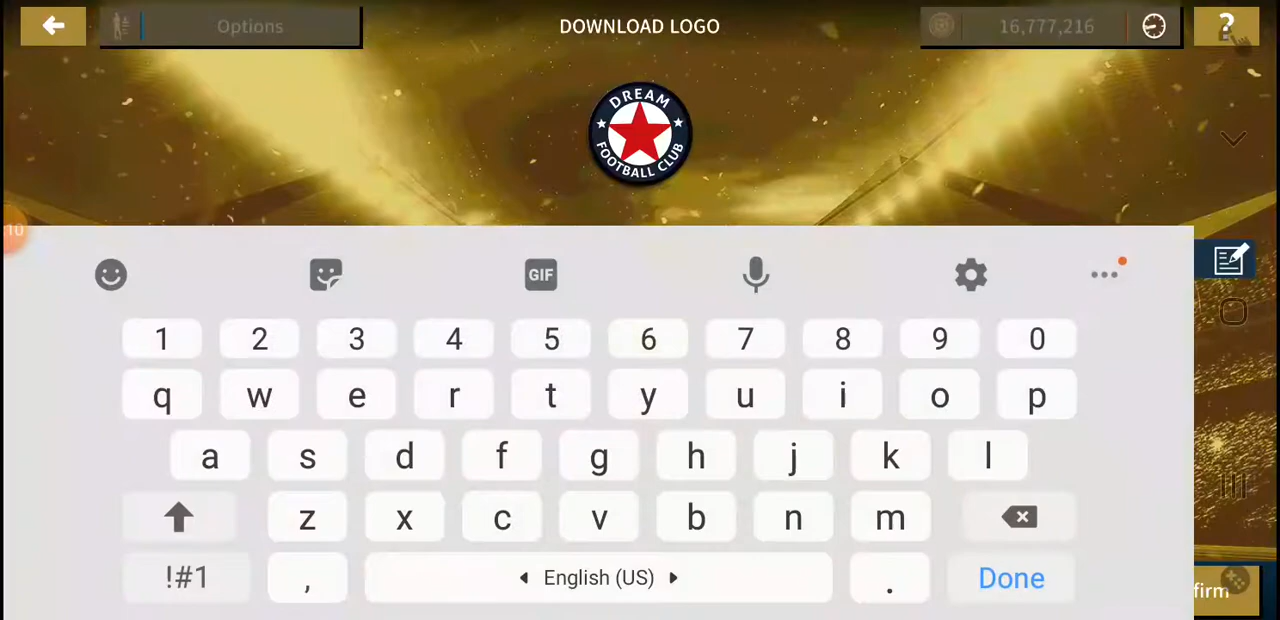 Options
DOWNLOAD LOGO
16,777,216
?
DREAM
FOOTBALL CLUB
10
GIF
1 2 3 4 5 6 7 8 9 0
q w e r t y u i o p
a s d f g h j k l
z x c v b n m
!#1 , English (US) . Done
firm